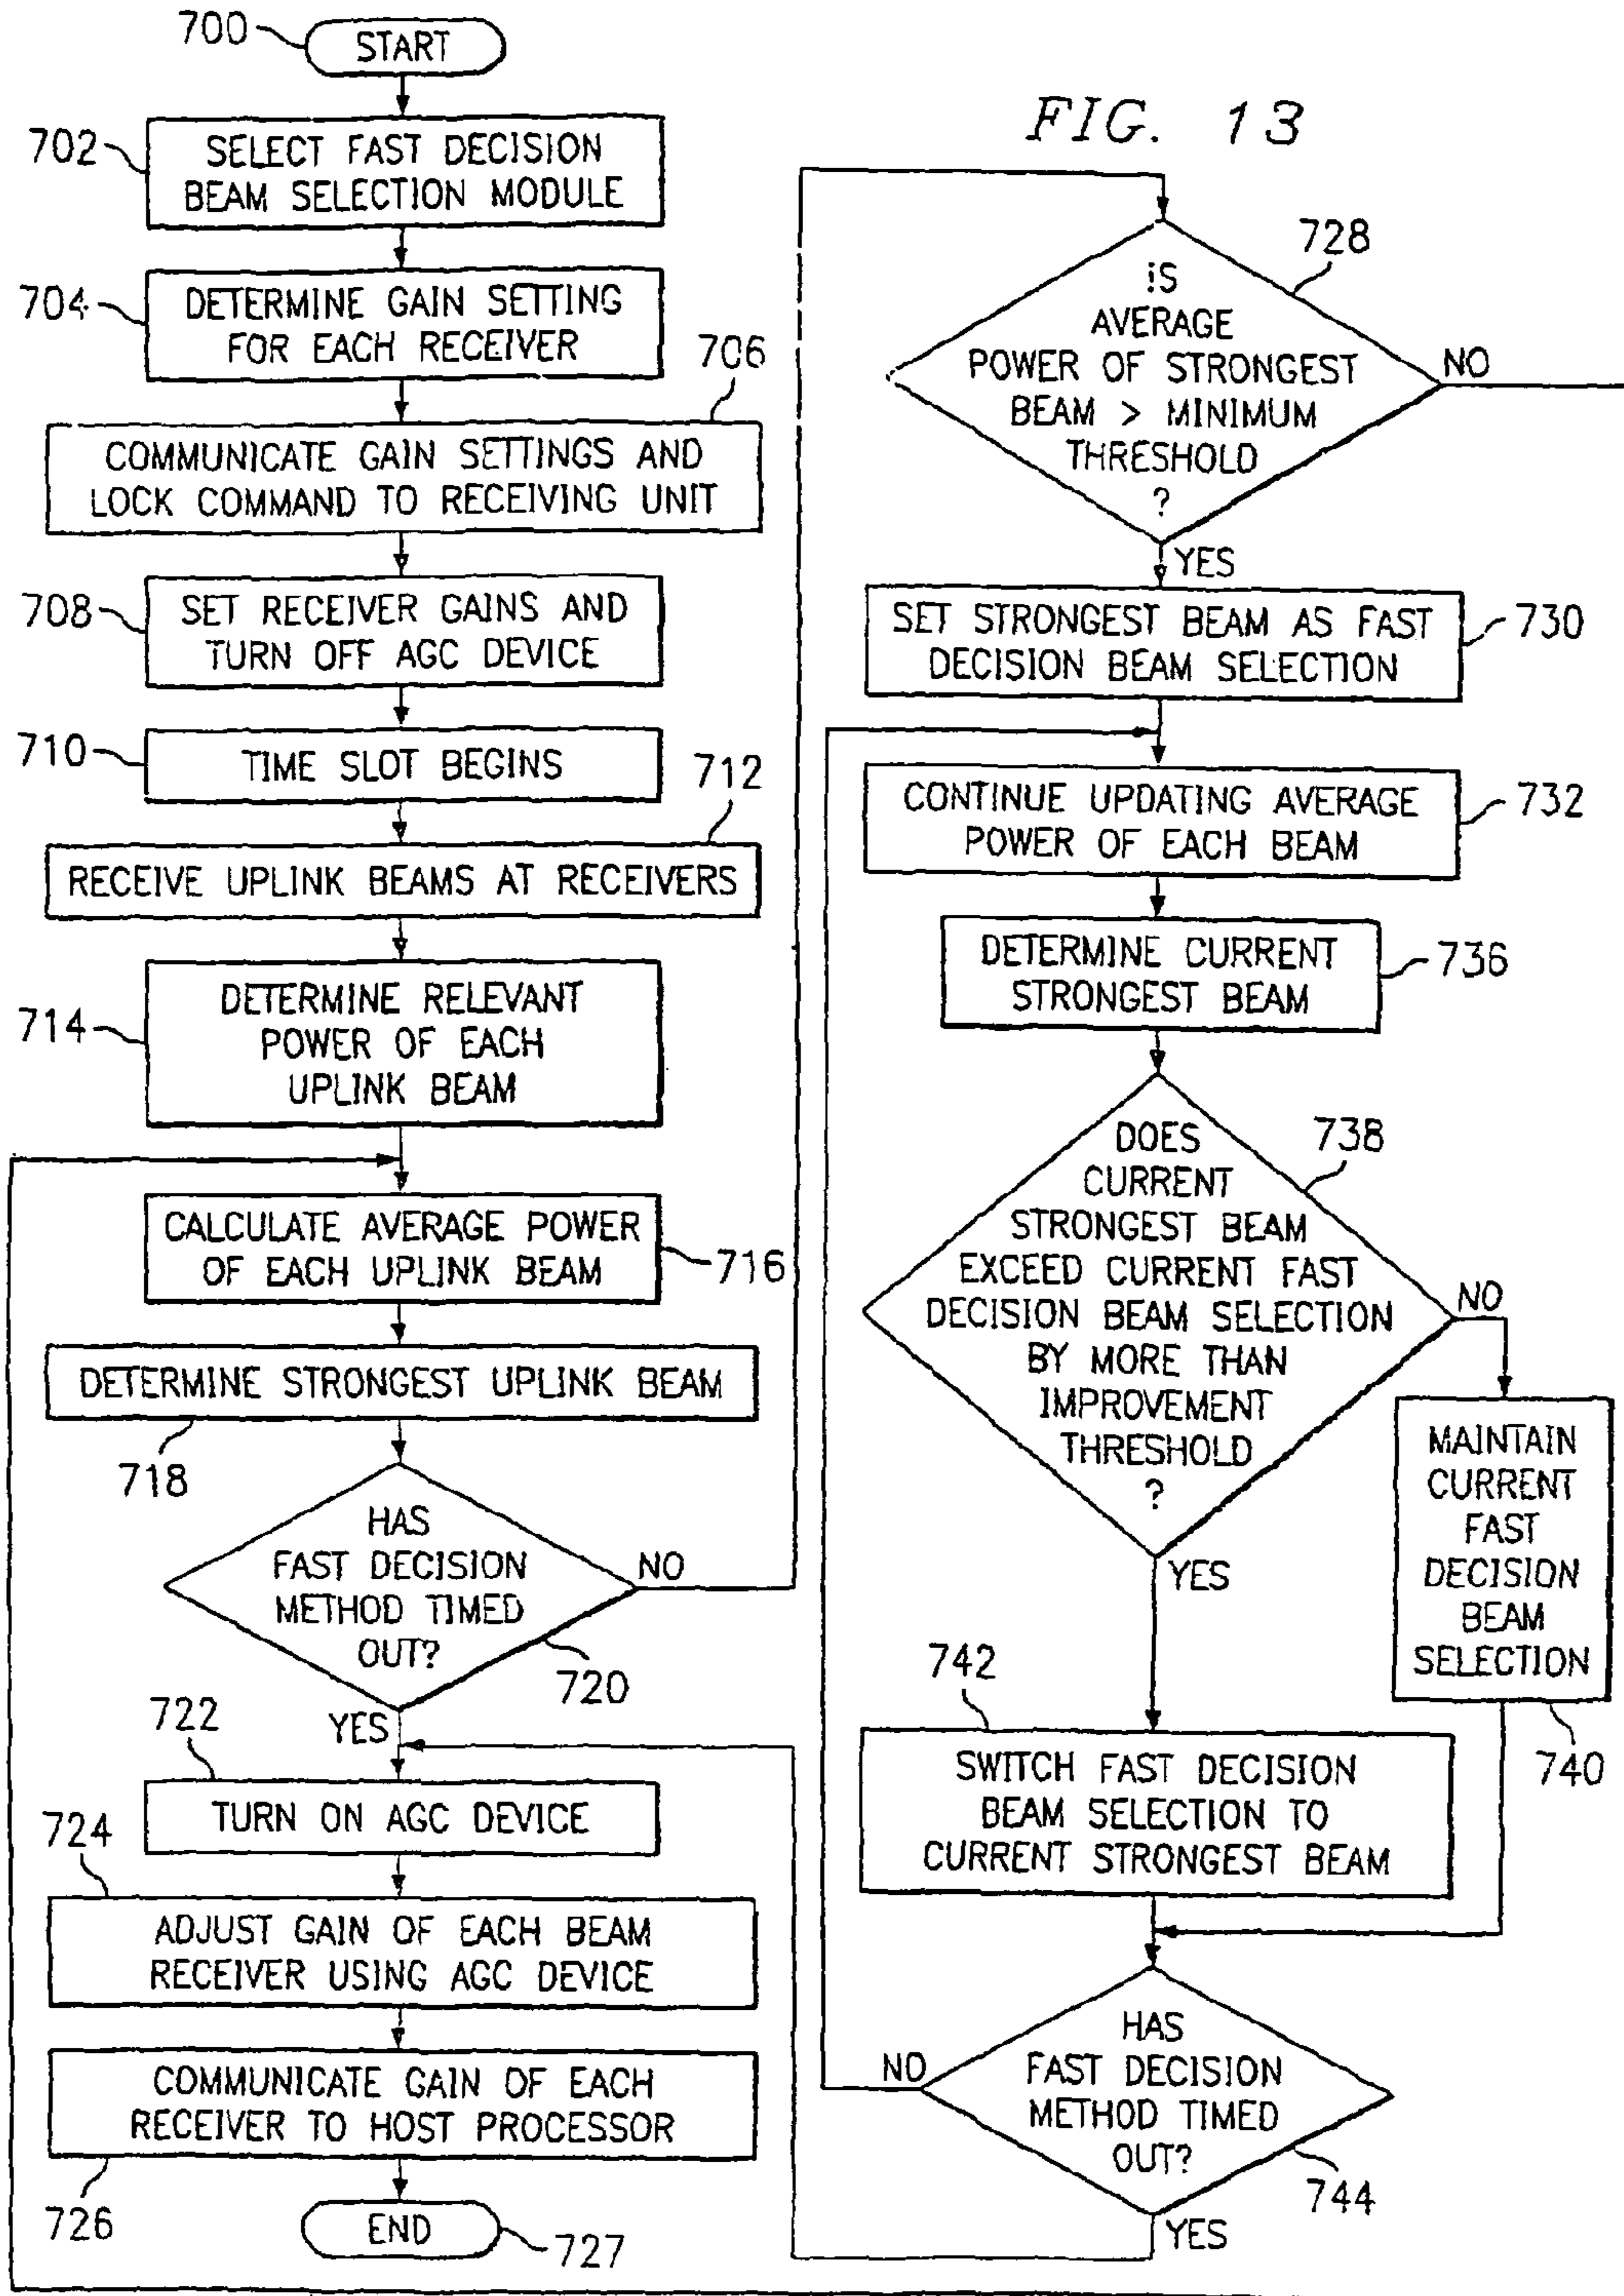 FIG. 13
700
START
702
SELECT FAST DECISION
BEAM SELECTION MODULE
704
DETERMINE GAIN SETTING
FOR EACH RECEIVER
706
COMMUNICATE GAIN SETTINGS AND
LOCK COMMAND TO RECEIVING UNIT
708
SET RECEIVER GAINS AND
TURN OFF AGC DEVICE
710
TIME SLOT BEGINS
712
RECEIVE UPLINK BEAMS AT RECEIVERS
714
DETERMINE RELEVANT
POWER OF EACH
UPLINK BEAM
CALCULATE AVERAGE POWER
OF EACH UPLINK BEAM
716
DETERMINE STRONGEST UPLINK BEAM
718
HAS
FAST DECISION
METHOD TIMED
OUT?
NO
720
YES
722
TURN ON AGC DEVICE
724
ADJUST GAIN OF EACH BEAM
RECEIVER USING AGC DEVICE
COMMUNICATE GAIN OF EACH
RECEIVER TO HOST PROCESSOR
726
END
727
728
IS
AVERAGE
POWER OF STRONGEST
BEAM > MINIMUM
THRESHOLD
?
NO
YES
SET STRONGEST BEAM AS FAST
DECISION BEAM SELECTION
730
CONTINUE UPDATING AVERAGE
POWER OF EACH BEAM
732
DETERMINE CURRENT
STRONGEST BEAM
736
DOES
CURRENT
STRONGEST BEAM
EXCEED CURRENT FAST
DECISION BEAM SELECTION
BY MORE THAN
IMPROVEMENT
THRESHOLD
?
738
NO
YES
MAINTAIN
CURRENT
FAST
DECISION
BEAM
SELECTION
740
742
SWITCH FAST DECISION
BEAM SELECTION TO
CURRENT STRONGEST BEAM
HAS
FAST DECISION
METHOD TIMED
OUT?
NO
744
YES